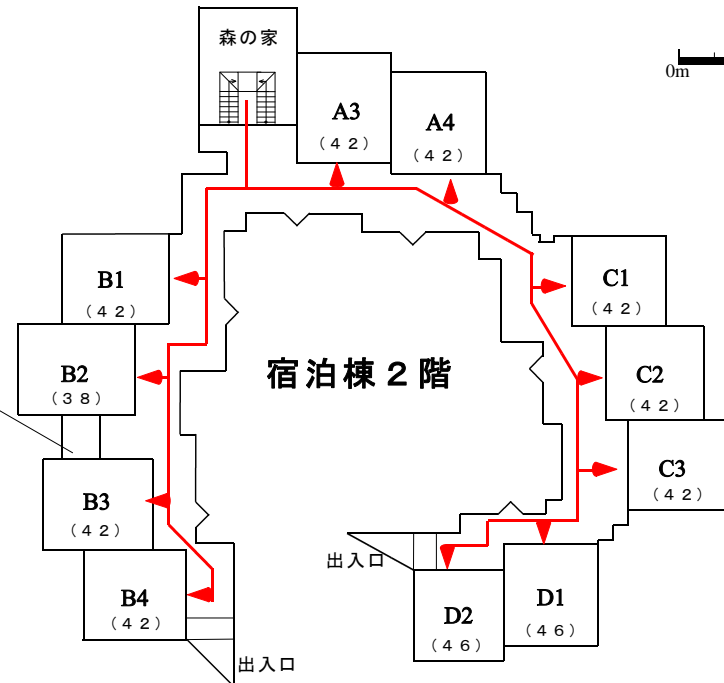 森の家
0m
A3
（４２）
A4
（４２）
B1
（４２）
C1
（４２）
宿泊棟２階
B2
（３８）
C2
（４２）
C3
（４２）
B3
（４２）
出入口
B4
（４２）
D2
（４６）
D1
（４６）
出入口